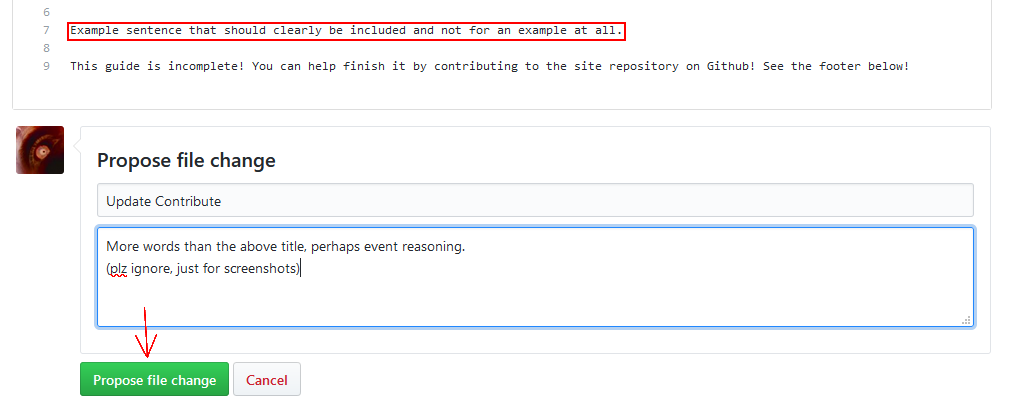 6
7 Example sentence that should clearly be included and not for an example at all.
8
9 This guide is incomplete! You can help finish it by contributing to the site repository on Github! See the footer below!
Propose file change
Update Contribute
More words than the above title, perhaps event reasoning.
(plz ignore, just for screenshots)
Propose file change Cancel